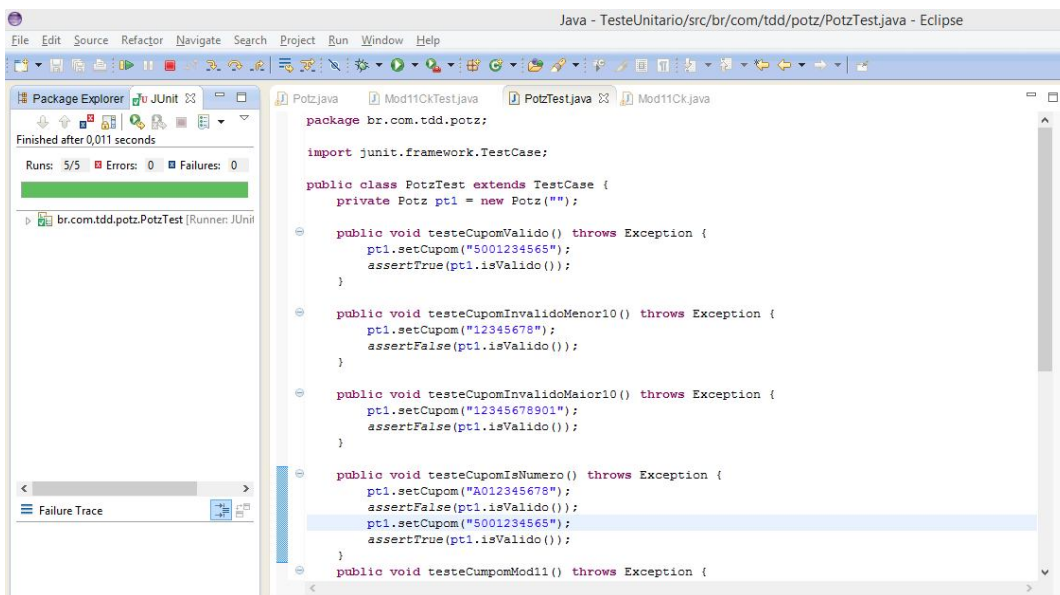 Java - TesteUnitario/src/br/com/tdd/potz/PotzTest.java - Eclipse
File Edit Source Refactor Navigate Search Project Run Window Help
Package Explorer JUnit
Potz.java Mod11CkTest.java PotzTest.java Mod11Ck.java
Finished after 0,011 seconds
Runs: 5/5 Errors: 0 Failures: 0
br.com.tdd.potz.PotzTest [Runner: JUnit
Failure Trace
package br.com.tdd.potz;
import junit.framework.TestCase;
public class PotzTest extends TestCase {
private Potz pt1 = new Potz("");
public void testeCupomValido() throws Exception {
pt1.setCupom("5001234565");
assertTrue(pt1.isValido());
}
public void testeCupomInvalidoMenor10() throws Exception {
pt1.setCupom("12345678");
assertFalse(pt1.isValido());
}
public void testeCupomInvalidoMaior10() throws Exception {
pt1.setCupom("12345678901");
assertFalse(pt1.isValido());
}
public void testeCupomIsNumero() throws Exception {
pt1.setCupom("A012345678");
assertFalse(pt1.isValido());
pt1.setCupom("5001234565");
assertTrue(pt1.isValido());
}
public void testeCumpomMod11() throws Exception {